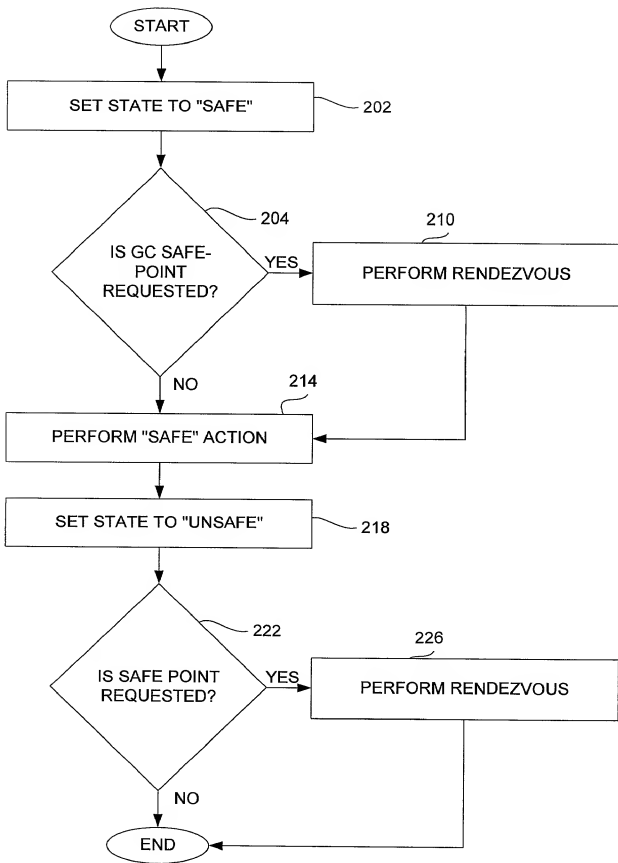 START
SET STATE TO "SAFE"
202
204
IS GC SAFE-
POINT
REQUESTED?
YES
210
PERFORM RENDEZVOUS
NO
214
PERFORM "SAFE" ACTION
SET STATE TO "UNSAFE"
218
222
IS SAFE POINT
REQUESTED?
YES
226
PERFORM RENDEZVOUS
NO
END